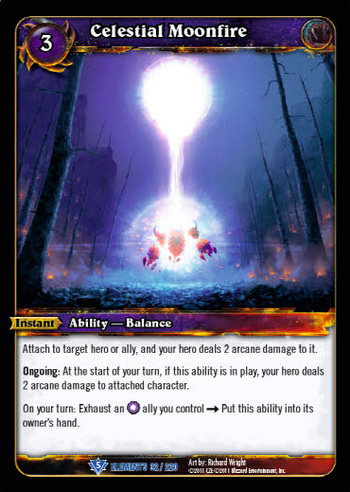 3
Celestial Moonfire
Instant Ability — Balance
Attach to target hero or ally, and your hero deals 2 arcane damage to it.
Ongoing: At the start of your turn, if this ability is in play, your hero deals
2 arcane damage to attached character.
On your turn: Exhaust an ally you control → Put this ability into its
owner's hand.
ELEMENTS 32 / 220
Art by: Richard Wright